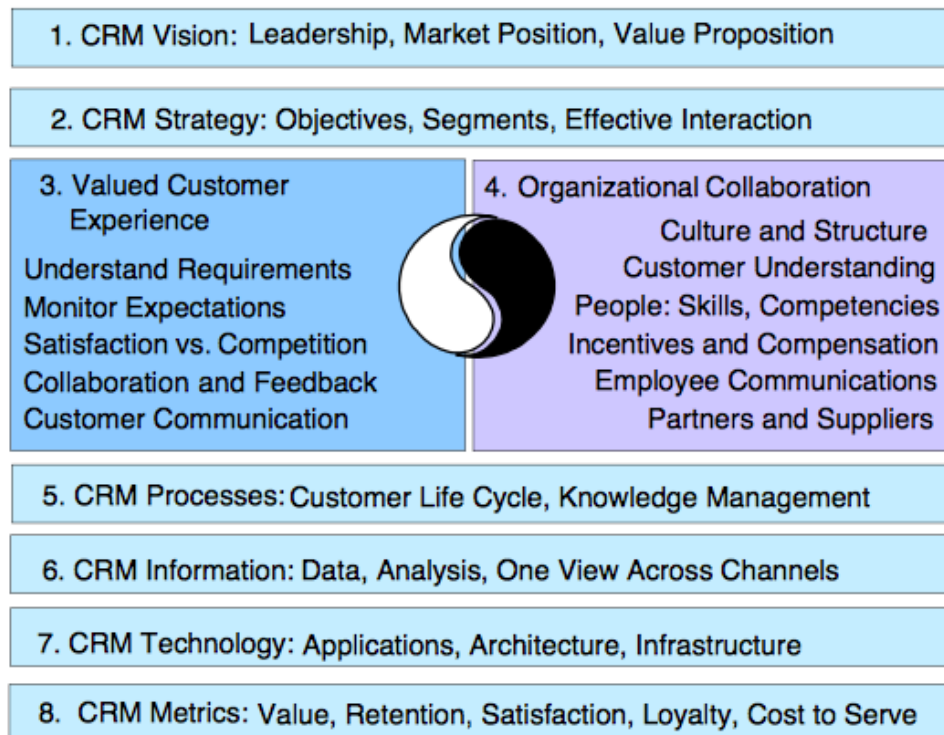 1. CRM Vision: Leadership, Market Position, Value Proposition
2. CRM Strategy: Objectives, Segments, Effective Interaction
3. Valued Customer
Experience
Understand Requirements
Monitor Expectations
Satisfaction vs. Competition
Collaboration and Feedback
Customer Communication
4. Organizational Collaboration
Culture and Structure
Customer Understanding
People: Skills, Competencies
Incentives and Compensation
Employee Communications
Partners and Suppliers
5. CRM Processes: Customer Life Cycle, Knowledge Management
6. CRM Information: Data, Analysis, One View Across Channels
7. CRM Technology: Applications, Architecture, Infrastructure
8. CRM Metrics: Value, Retention, Satisfaction, Loyalty, Cost to Serve